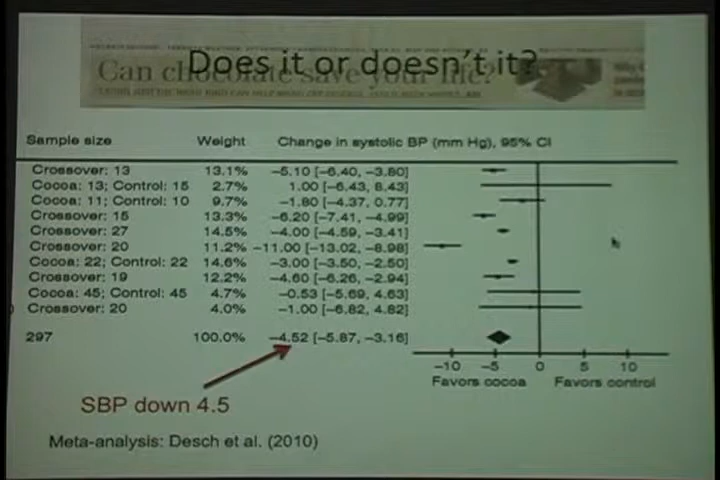 Does it or doesn't it?
Can chocolate save your life?
Sample size Weight Change in systolic BP (mm Hg), 95% CI
Crossover: 13 13.1% −5.10 [−6.40, −3.80]
Cocoa: 13; Control: 15 2.7% 1.00 [−6.43, 8.43]
Cocoa: 11; Control: 10 9.7% −1.80 [−4.37, 0.77]
Crossover: 15 13.3% −6.20 [−7.41, −4.99]
Crossover: 27 14.5% −4.00 [−4.59, −3.41]
Crossover: 20 11.2% −11.00 [−13.02, −8.98]
Cocoa: 22; Control: 22 14.6% −3.00 [−3.50, −2.50]
Crossover: 19 12.2% −4.60 [−6.26, −2.94]
Cocoa: 45; Control: 45 4.7% −0.53 [−5.69, 4.63]
Crossover: 20 4.0% −1.00 [−6.82, 4.82]
297 100.0% −4.52 [−5.87, −3.16]
−10 −5 0 5 10
Favors cocoa Favors control
SBP down 4.5
Meta-analysis: Desch et al. (2010)